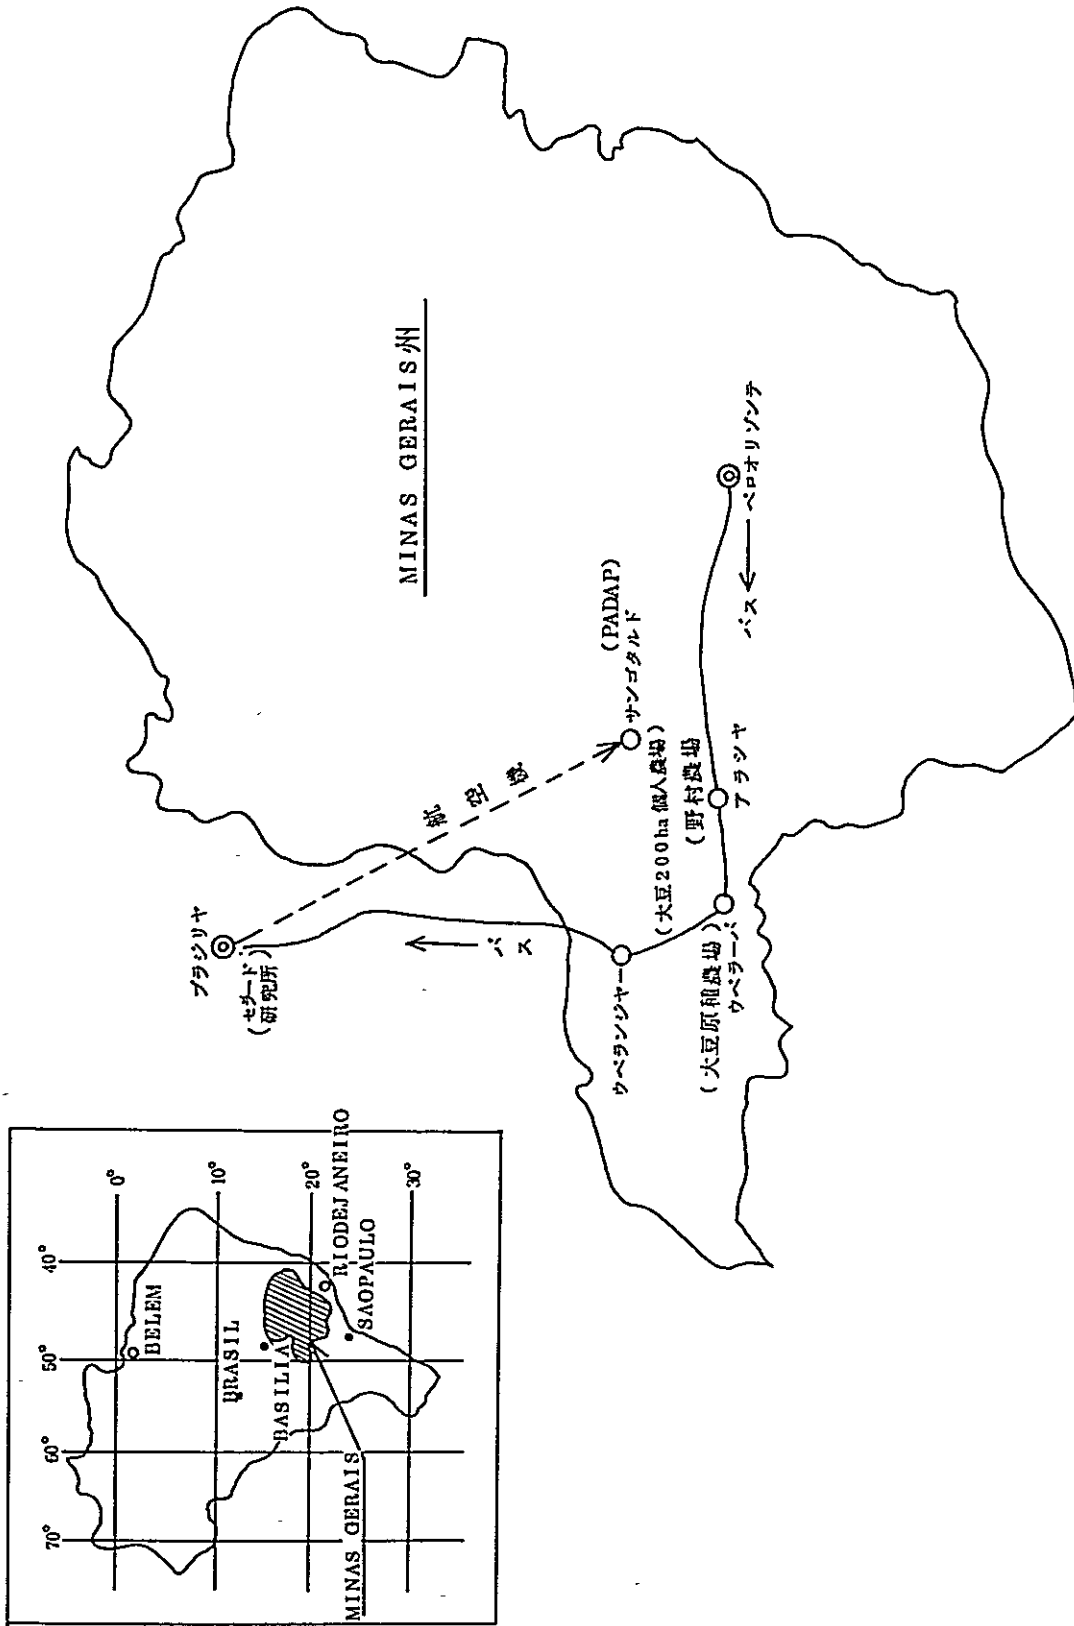 MINAS GERAIS州
ブラジリヤ
(セラード
研究所)
バス
航空機
(PADAP)
サンゴタルド
(大豆200ha個人農場)
(野村農場)
アラシヤ
ウベランジャー
(大豆原種農場)
ウベラーバ
バス
ベロオリゾンテ
70°
60°
50°
40°
0°
10°
20°
30°
BELEM
BRASIL
BASILIA
RIODEJANEIRO
SAOPAULO
MINAS GERAIS